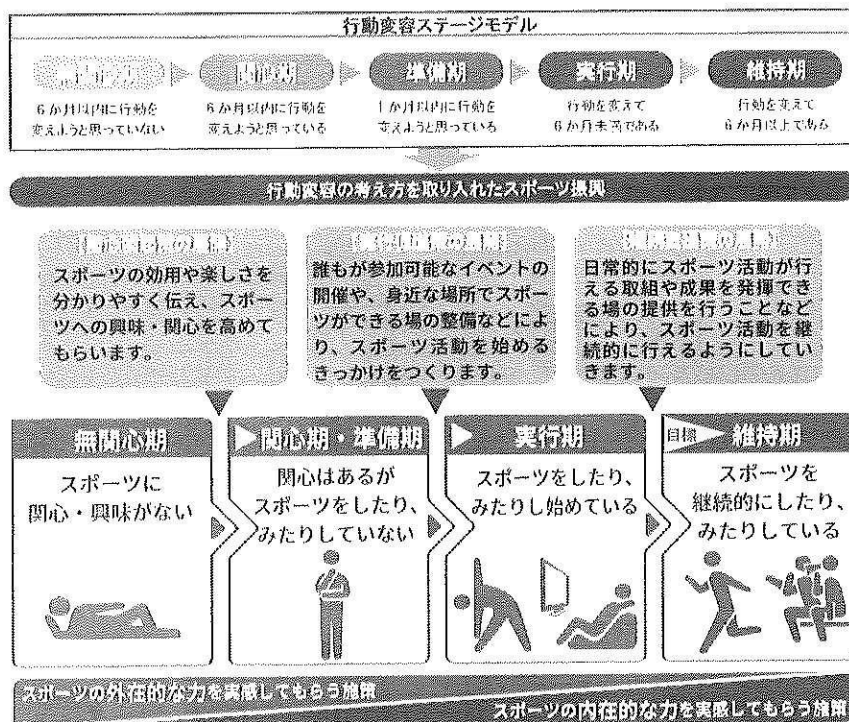 行動変容ステージモデル
無関心期
関心期
準備期
実行期
維持期
6か月以内に行動を
変えようと思っていない
6か月以内に行動を
変えようと思っている
1か月以内に行動を
変えようと思っている
行動を変えて
6か月未満である
行動を変えて
6か月以上である
行動変容の考え方を取り入れたスポーツ振興
スポーツの効用や楽しさを
分かりやすく伝え、スポー
ツへの興味・関心を高めて
もらいます。
誰もが参加可能なイベントの
開催や、身近な場所でスポー
ツができる場の整備などによ
り、スポーツ活動を始める
きっかけをつくります。
日常的にスポーツ活動が行
える取組や成果を発揮でき
る場の提供を行うことなど
により、スポーツ活動を継
続的に行えるようにしてい
きます。
無関心期
関心期・準備期
実行期
目標
維持期
スポーツに
関心・興味がない
関心はあるが
スポーツをしたり、
みたりしていない
スポーツをしたり、
みたりし始めている
スポーツを
継続的にしたり、
みたりしている
スポーツの外在的な力を実感してもらう施策
スポーツの内在的な力を実感してもらう施策